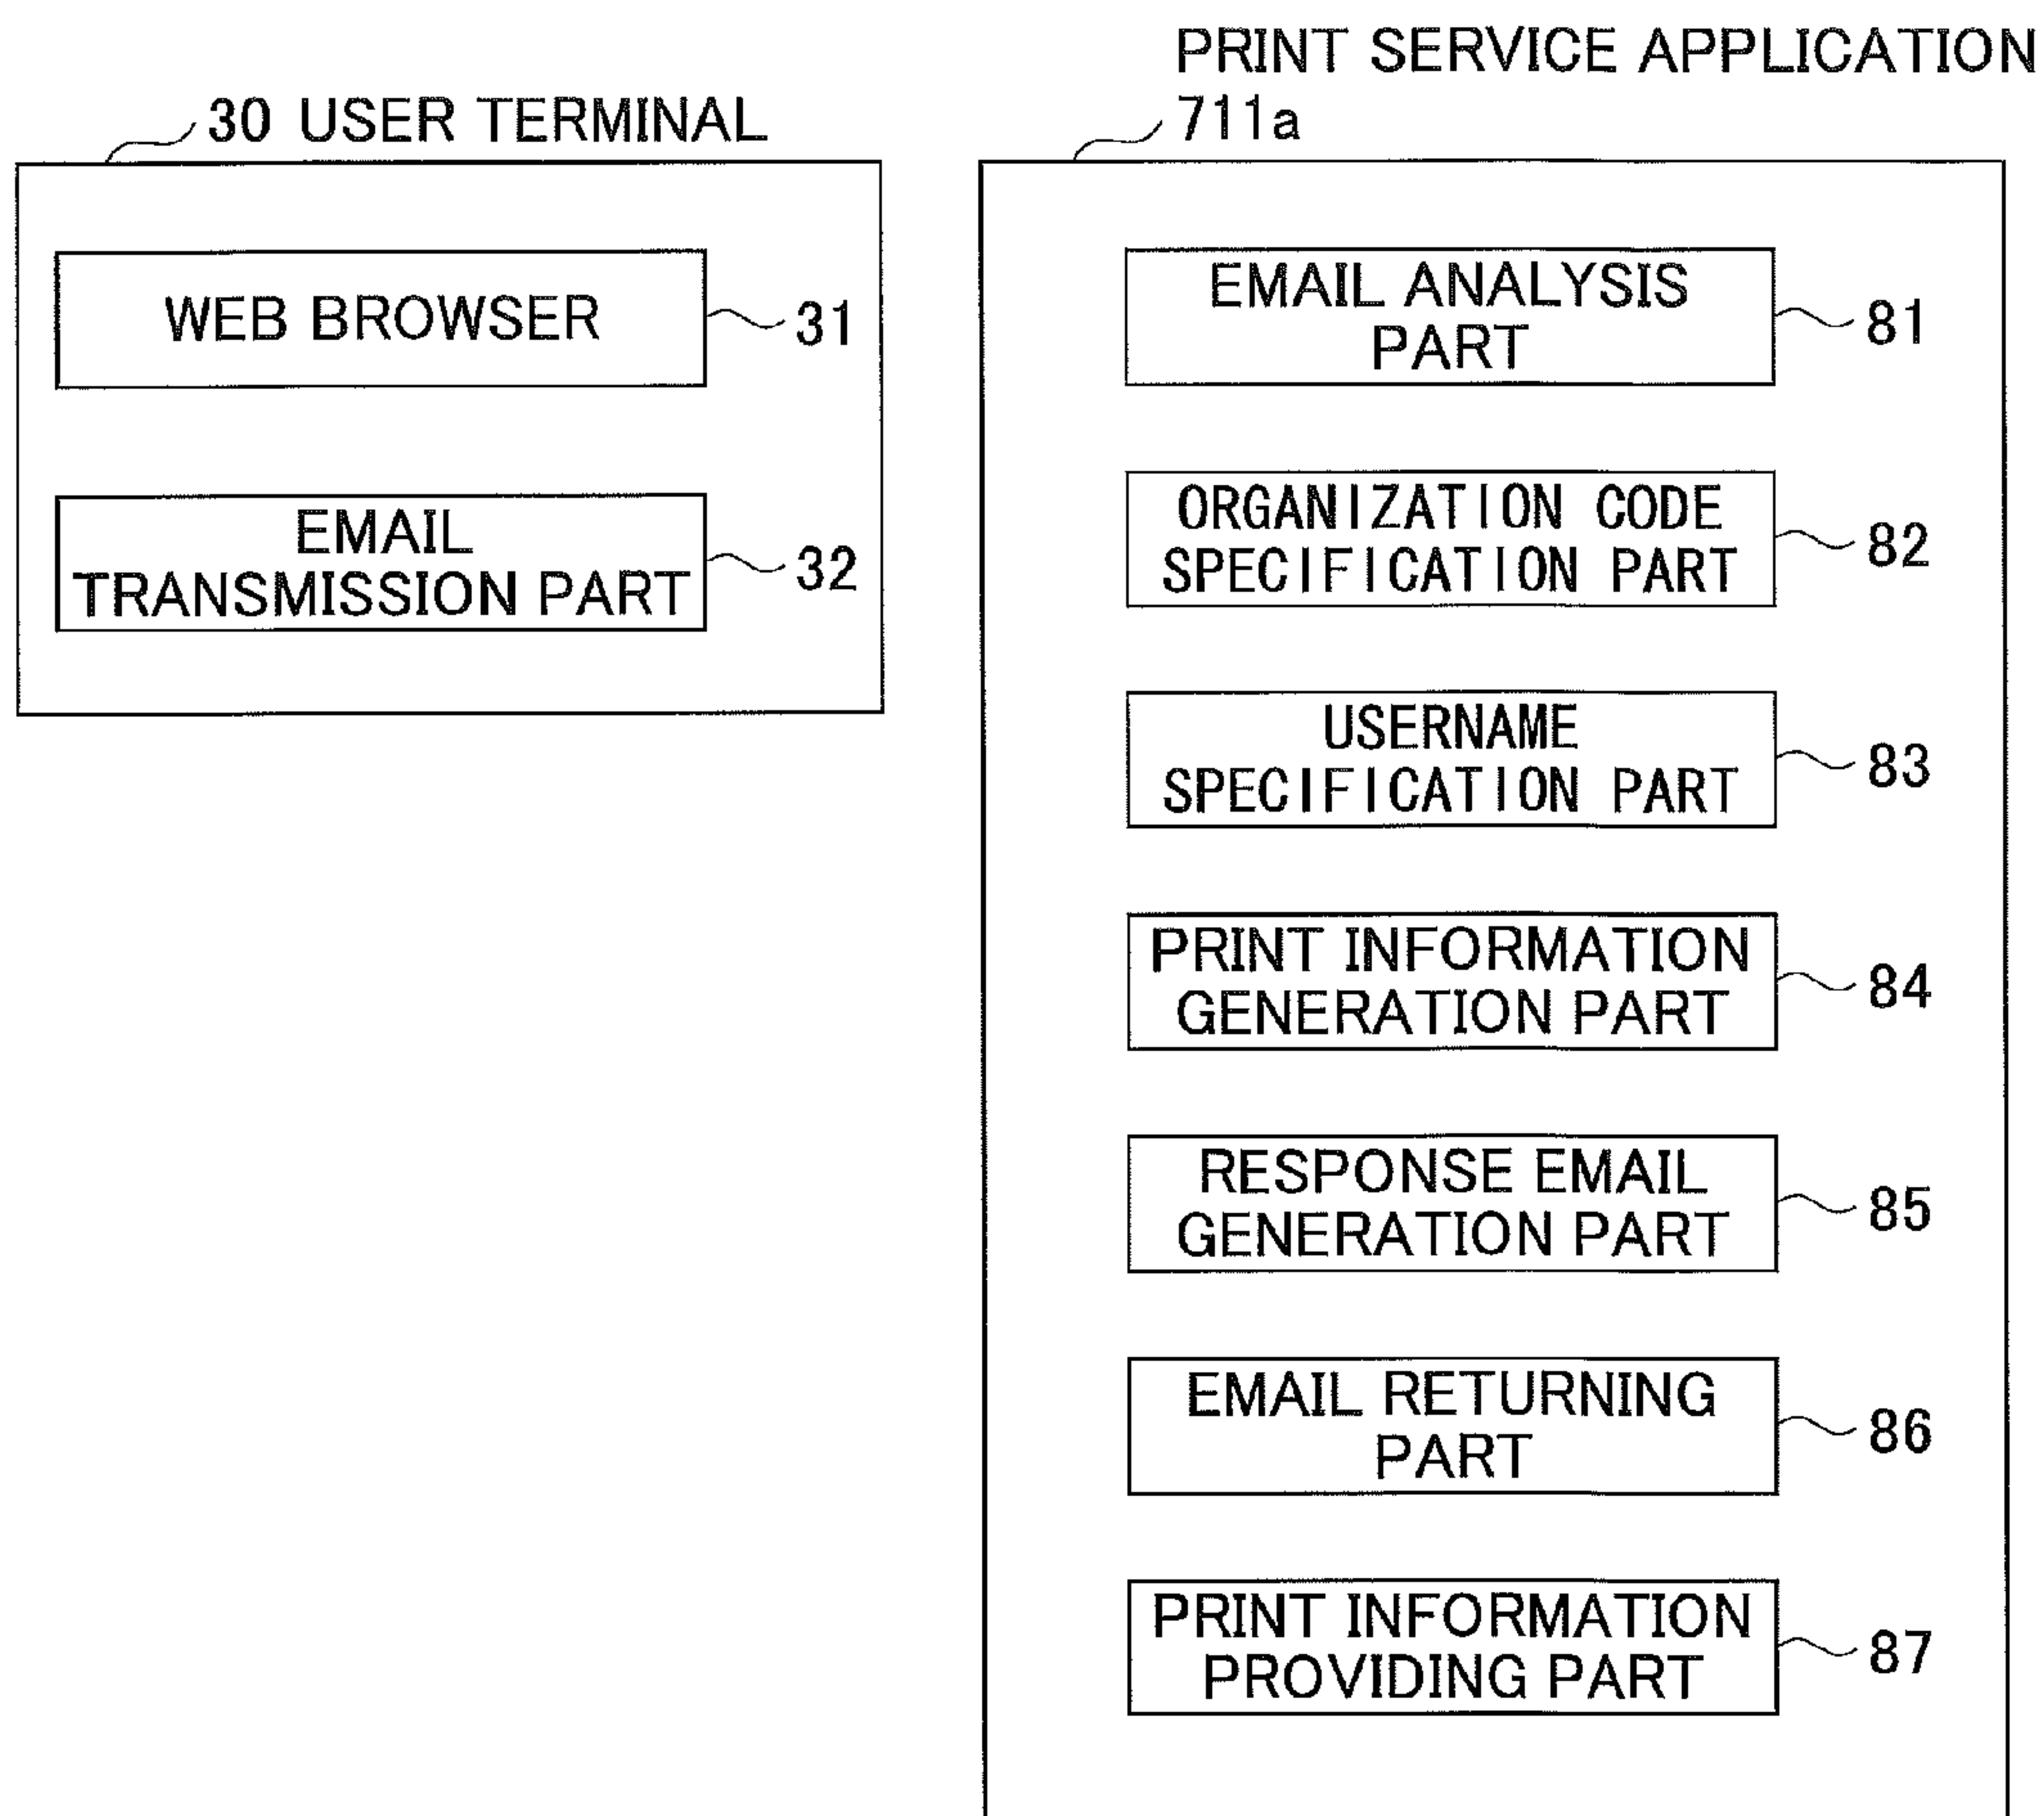 30 USER TERMINAL
WEB BROWSER
31
EMAIL
TRANSMISSION PART
32
PRINT SERVICE APPLICATION
711a
EMAIL ANALYSIS
PART
81
ORGANIZATION CODE
SPECIFICATION PART
82
USERNAME
SPECIFICATION PART
83
PRINT INFORMATION
GENERATION PART
84
RESPONSE EMAIL
GENERATION PART
85
EMAIL RETURNING
PART
86
PRINT INFORMATION
PROVIDING PART
87